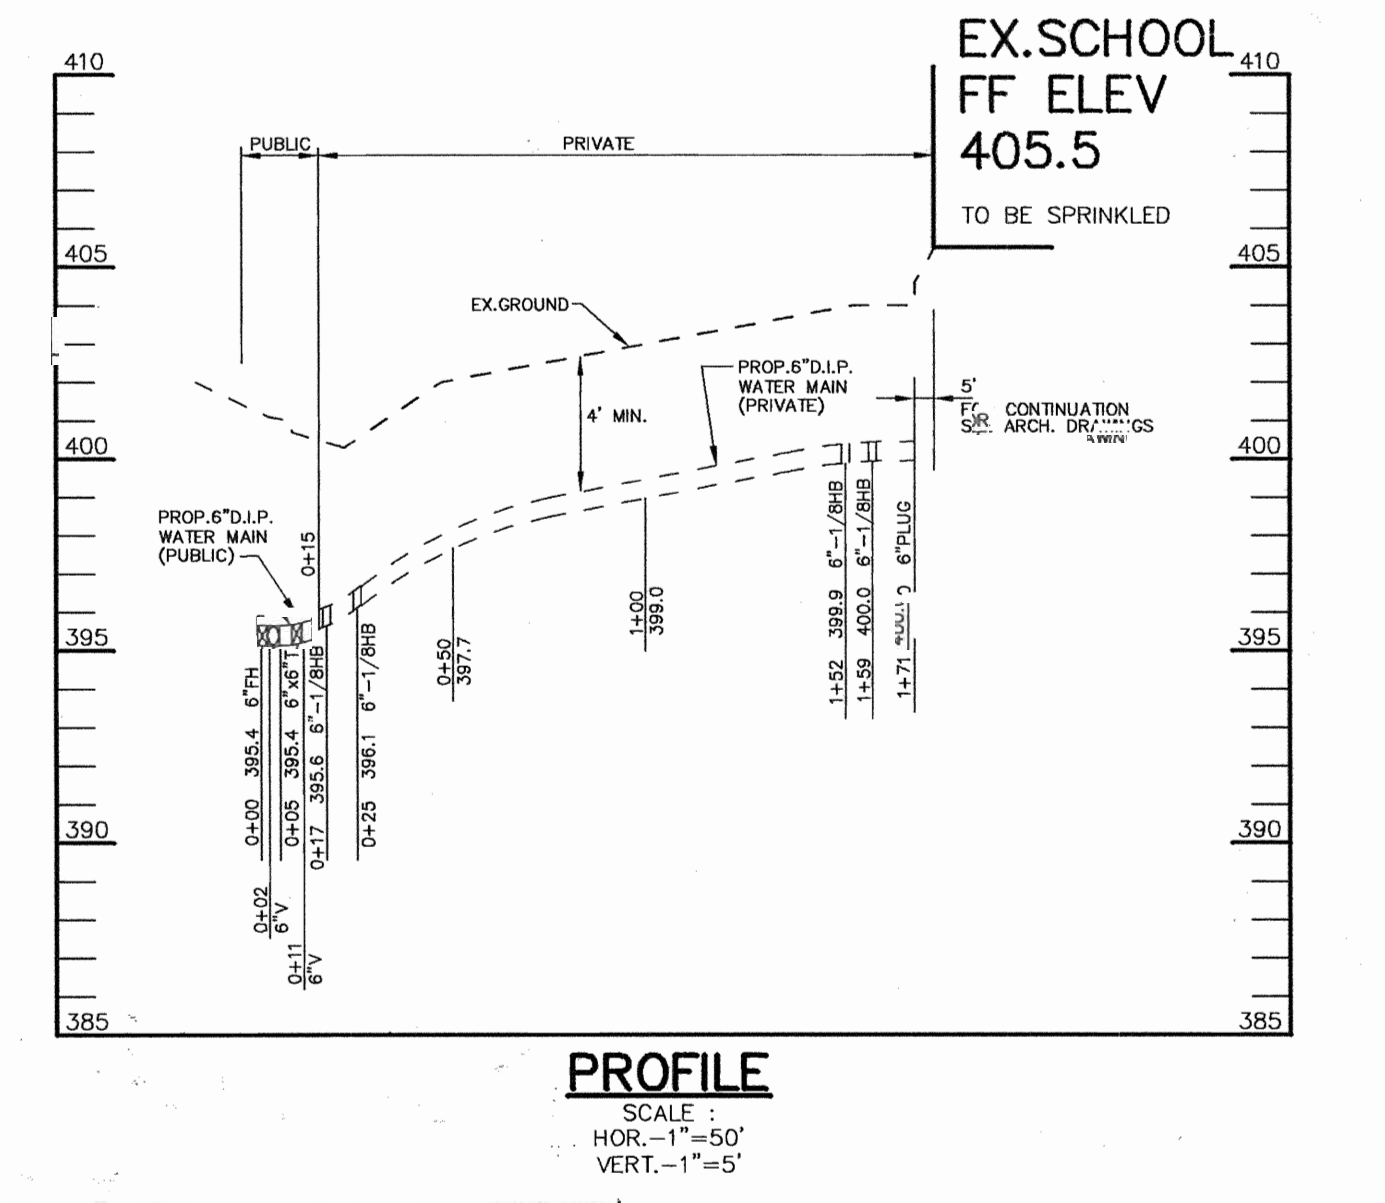 EX.SCHOOL
FF ELEV
405.5
TO BE SPRINKLED
410
410
PUBLIC
PRIVATE
405
405
EX.GROUND
PROP.6"D.I.P.
WATER MAIN
(PRIVATE)
4' MIN.
5'
CONTINUATION
ARCH.
400
400
PROP.6"D.I.P.
WATER MAIN
(PUBLIC)
0+15
395
395
0+00 395.4 6"FH
0+02
6"V
0+05 395.4 6"x6"T
0+11
6"V
0+17 395.6 6"-1/8HB
0+25 396.1 6"-1/8HB
0+50
397.7
1+00
399.0
1+52 399.9 6"-1/8HB
1+59 400.0 6"-1/8HB
1+71 6"PLUG
390
390
385
385
PROFILE
SCALE :
HOR.-1"=50'
VERT.-1"=5'